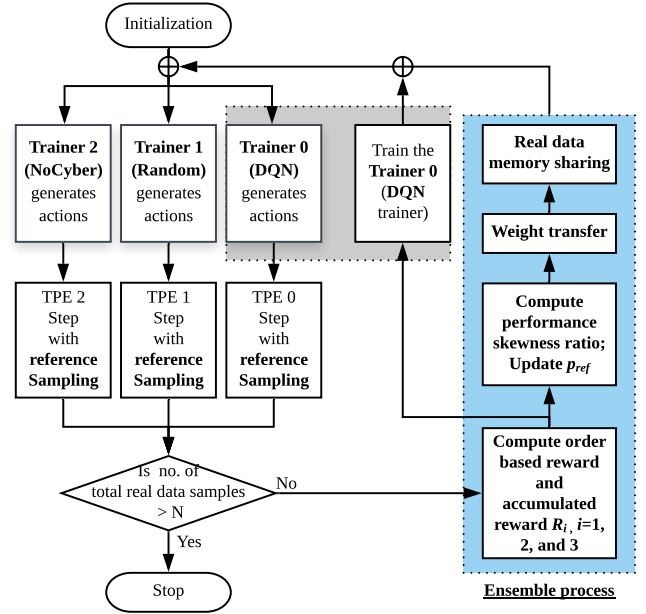 Initialization
Trainer 2
(NoCyber)
generates
actions
Trainer 1
(Random)
generates
actions
Trainer 0
(DQN)
generates
actions
Train the
Trainer 0
(DQN
trainer)
Real data
memory sharing
Weight transfer
TPE 2
Step
with
reference
Sampling
TPE 1
Step
with
reference
Sampling
TPE 0
Step
with
reference
Sampling
Compute
performance
skewness ratio;
Update p_ref
Is no. of
total real data samples
> N
No
Yes
Compute order
based reward
and
accumulated
reward R_i , i=1,
2, and 3
Stop
Ensemble process